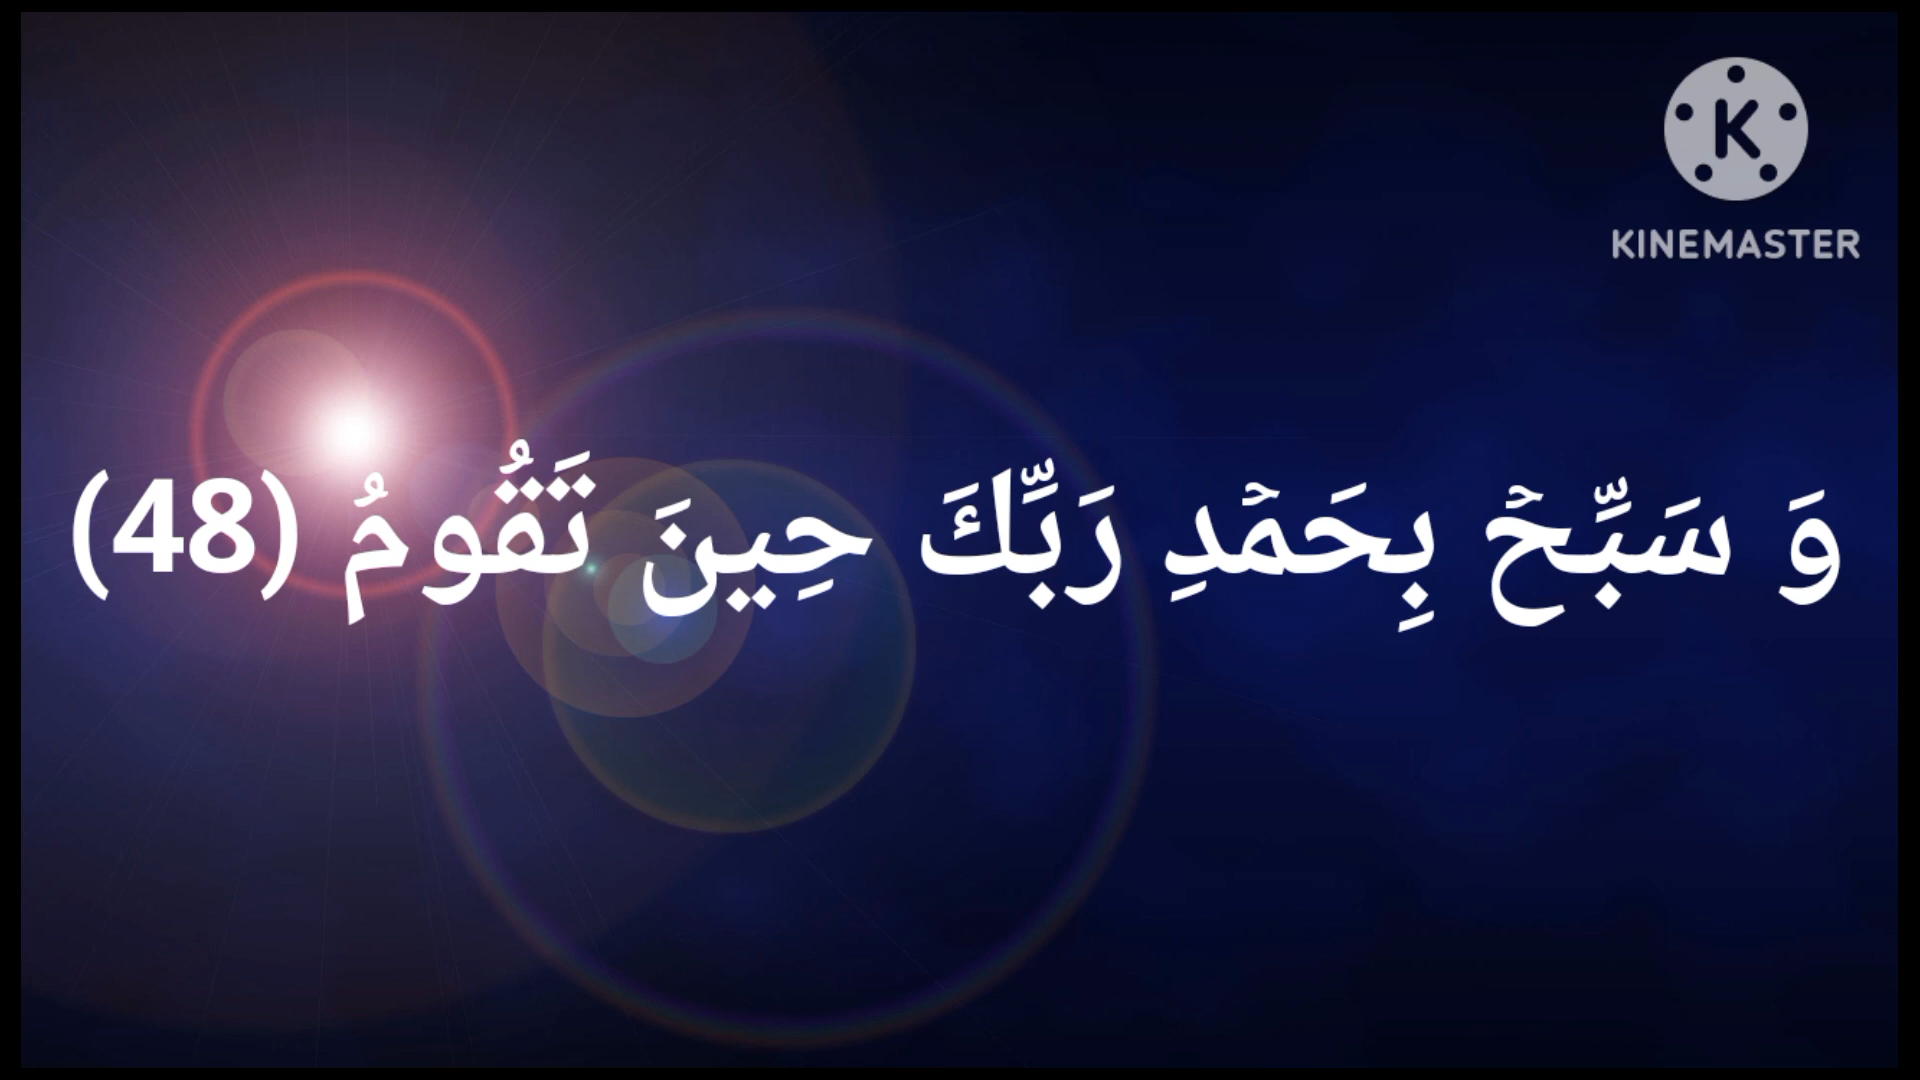 K
KINEMASTER
وَ سَبِّحۡ بِحَمۡدِ رَبِّكَ حِينَ تَقُومُ (48)